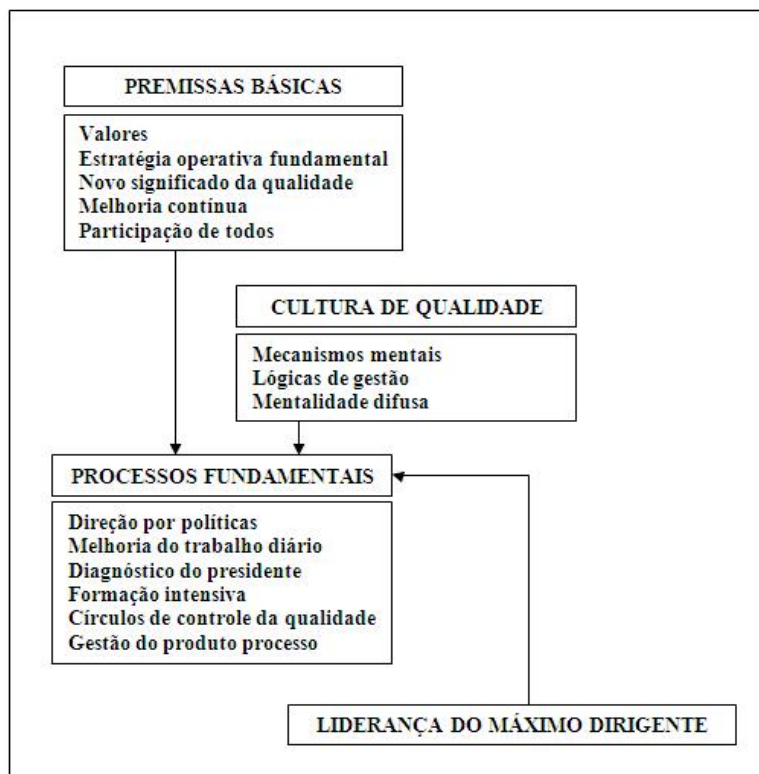 PREMISSAS BÁSICAS
Valores
Estratégia operativa fundamental
Novo significado da qualidade
Melhoria contínua
Participação de todos
CULTURA DE QUALIDADE
Mecanismos mentais
Lógicas de gestão
Mentalidade difusa
PROCESSOS FUNDAMENTAIS
Direção por políticas
Melhoria do trabalho diário
Diagnóstico do presidente
Formação intensiva
Círculos de controle da qualidade
Gestão do produto processo
LIDERANÇA DO MÁXIMO DIRIGENTE